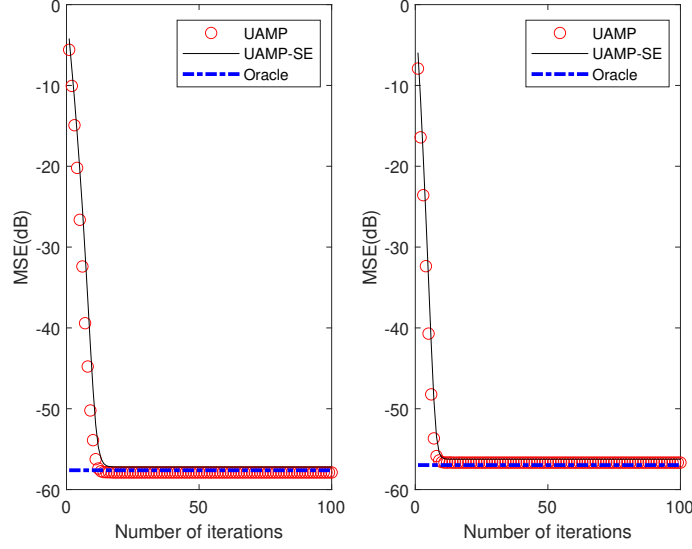 0
-10
-20
-30
-40
-50
-60
MSE(dB)
UAMP
UAMP-SE
Oracle
0
50
100
Number of iterations
0
-10
-20
-30
-40
-50
-60
MSE(dB)
UAMP
UAMP-SE
Oracle
0
50
100
Number of iterations